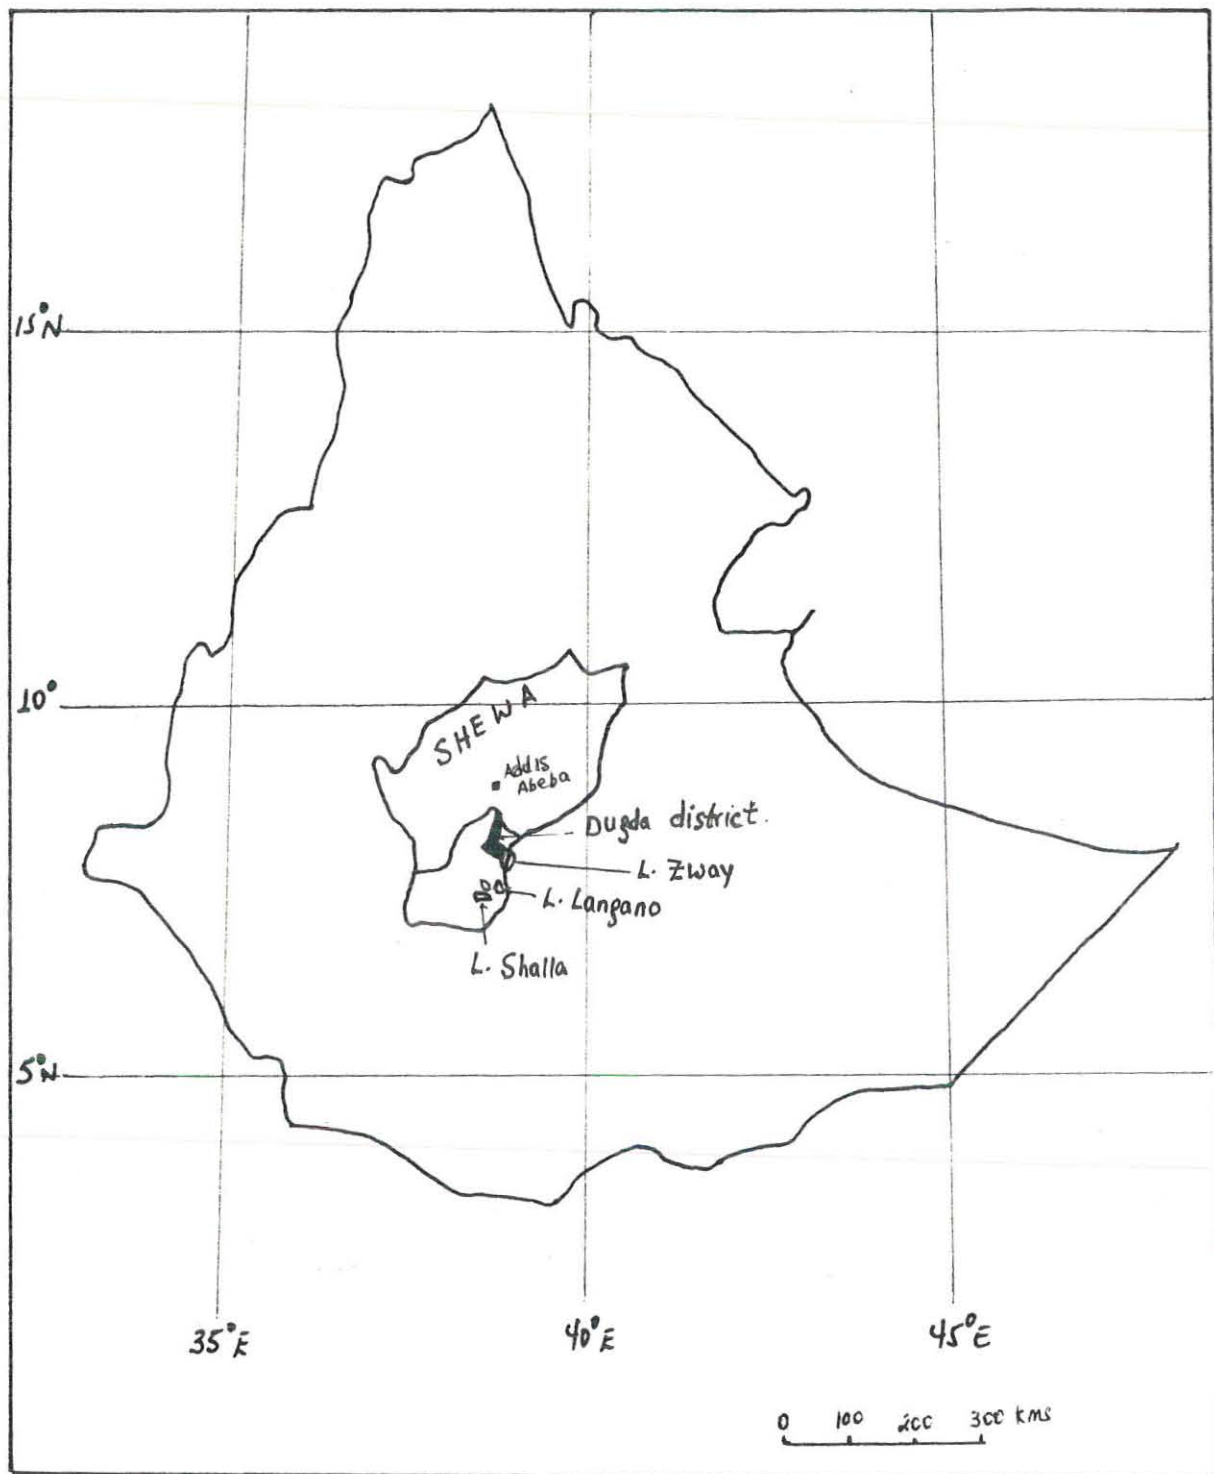 15°N
10°
SHEWA
Addis
Abeba
Dugda district.
L. Zway
L. Langano
L. Shalla
5°N
35°E
40°E
45°E
0 100 200 300 kms